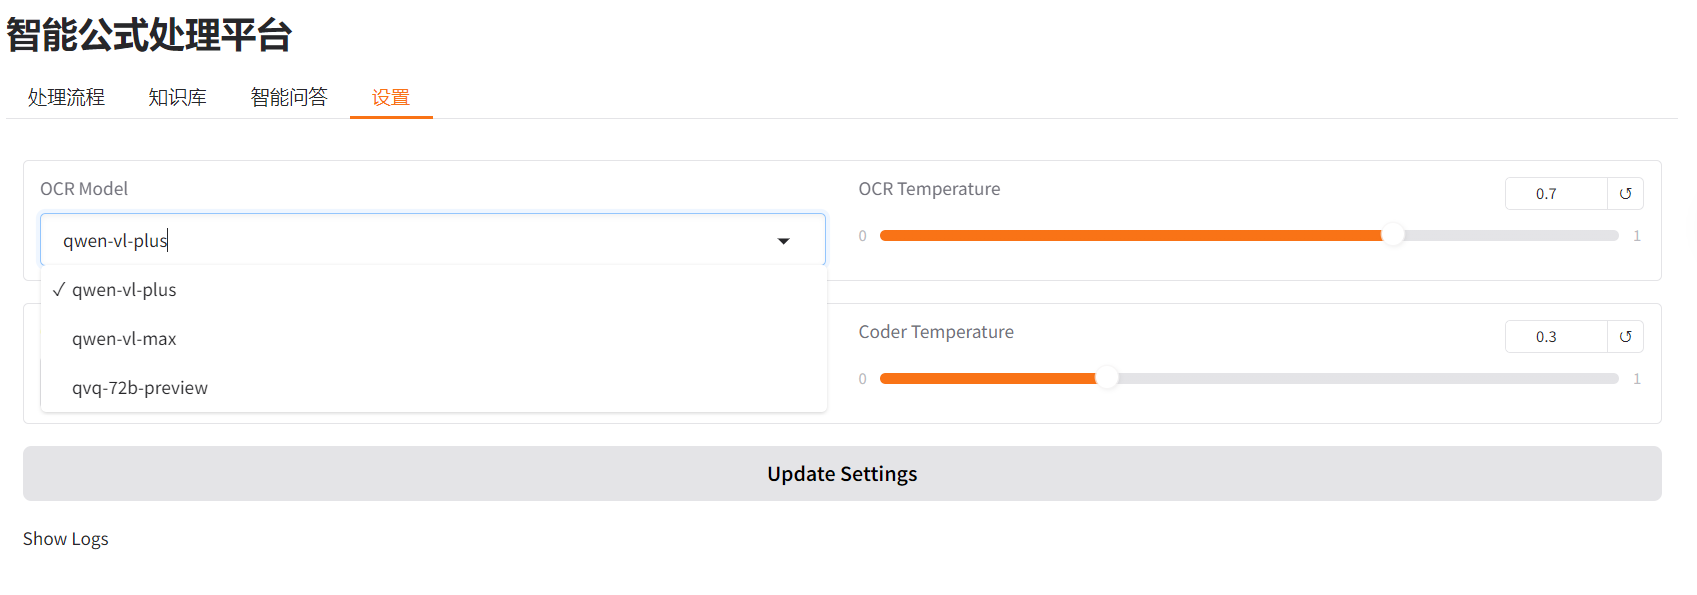 智能公式处理平台
处理流程 知识库 智能问答 设置
OCR Model
qwen-vl-plus
✓ qwen-vl-plus
qwen-vl-max
qvq-72b-preview
OCR Temperature
0.7 ↺
0 1
Coder Temperature
0.3 ↺
0 1
Update Settings
Show Logs